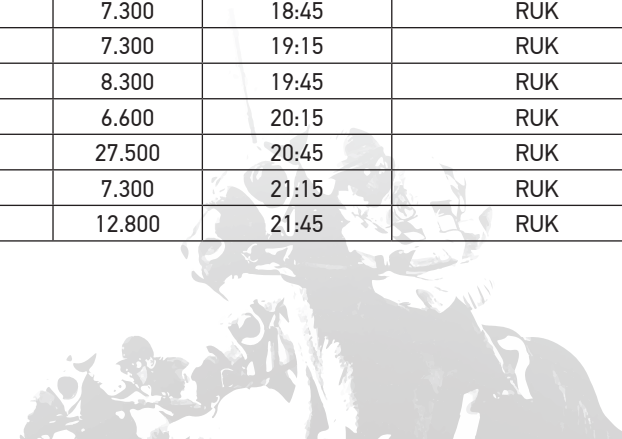 7.300 18:45 RUK
7.300 19:15 RUK
8.300 19:45 RUK
6.600 20:15 RUK
27.500 20:45 RUK
7.300 21:15 RUK
12.800 21:45 RUK